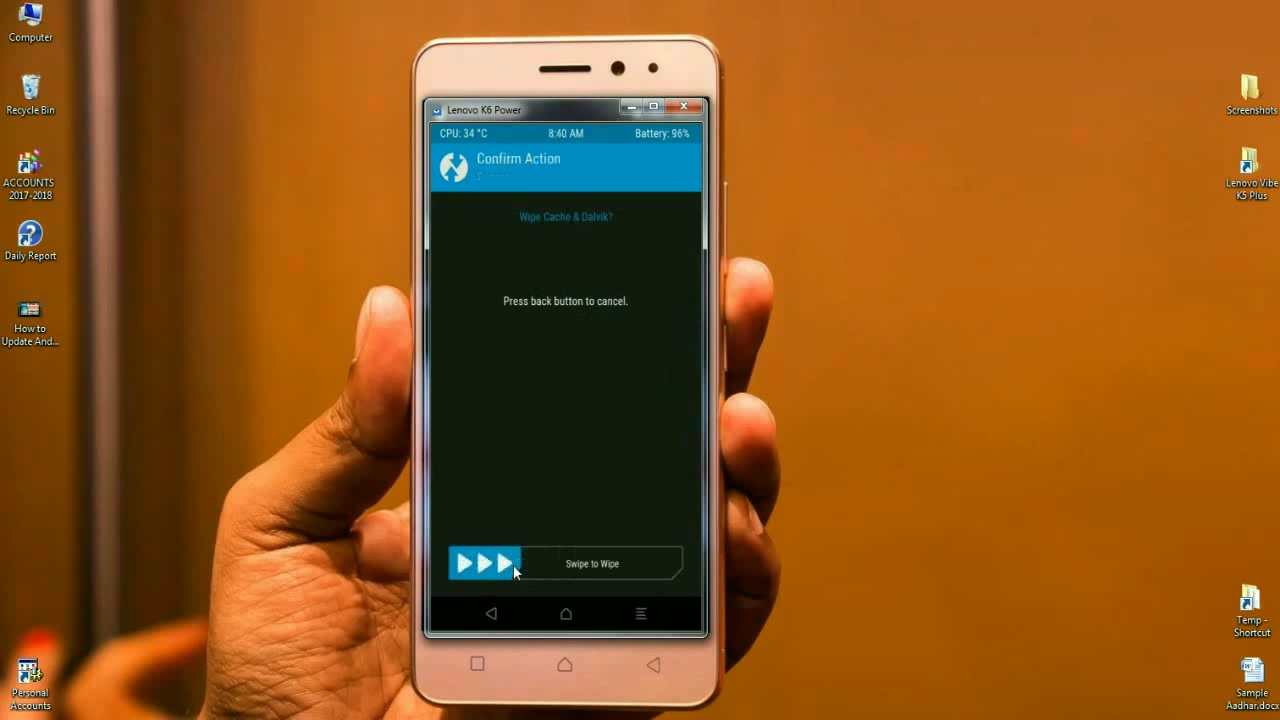 Computer
Recycle Bin
ACCOUNTS
2017-2018
Daily Report
How to
Update And...
Personal
Accounts
Lenovo K6 Power
CPU: 34 °C 8:40 AM Battery: 96%
Confirm Action
Wipe Cache & Dalvik?
Press back button to cancel.
Swipe to Wipe
Screenshots
Lenovo Vibe
K5 Plus
Temp -
Shortcut
Sample
Aadhar.docx